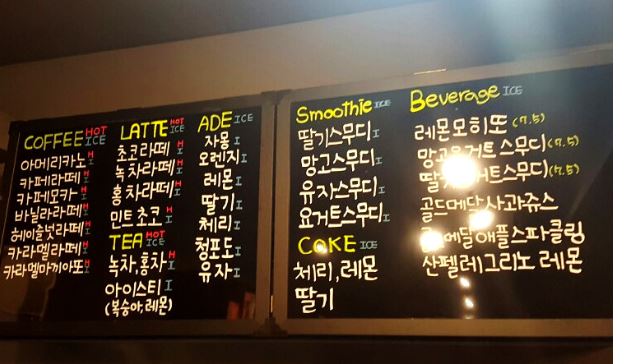 COFFEE HOT ICE
아메리카노 H I
카페라떼 H I
카페모카 H I
바닐라라떼 H I
헤이즐넛라떼 H I
카라멜라떼 H I
카라멜마끼아또 H I
LATTE HOT ICE
초코라떼 H I
녹차라떼 H I
홍차라떼 H I
민트초코 H I
TEA HOT ICE
녹차, 홍차 H I
아이스티 I
(복숭아, 레몬)
ADE ICE
자몽 I
오렌지 I
레몬 I
딸기 I
체리 I
청포도 I
유자 I
Smoothie ICE
딸기스무디 I
망고스무디 I
유자스무디 I
요거트스무디 I
COKE ICE
체리, 레몬
딸기
Beverage ICE
레몬모히또 (7.5)
망고요거트스무디 (7.5)
딸기요거트스무디 (7.5)
골드메달 사과쥬스
메달애플스파클링
산펠레그리노 레몬